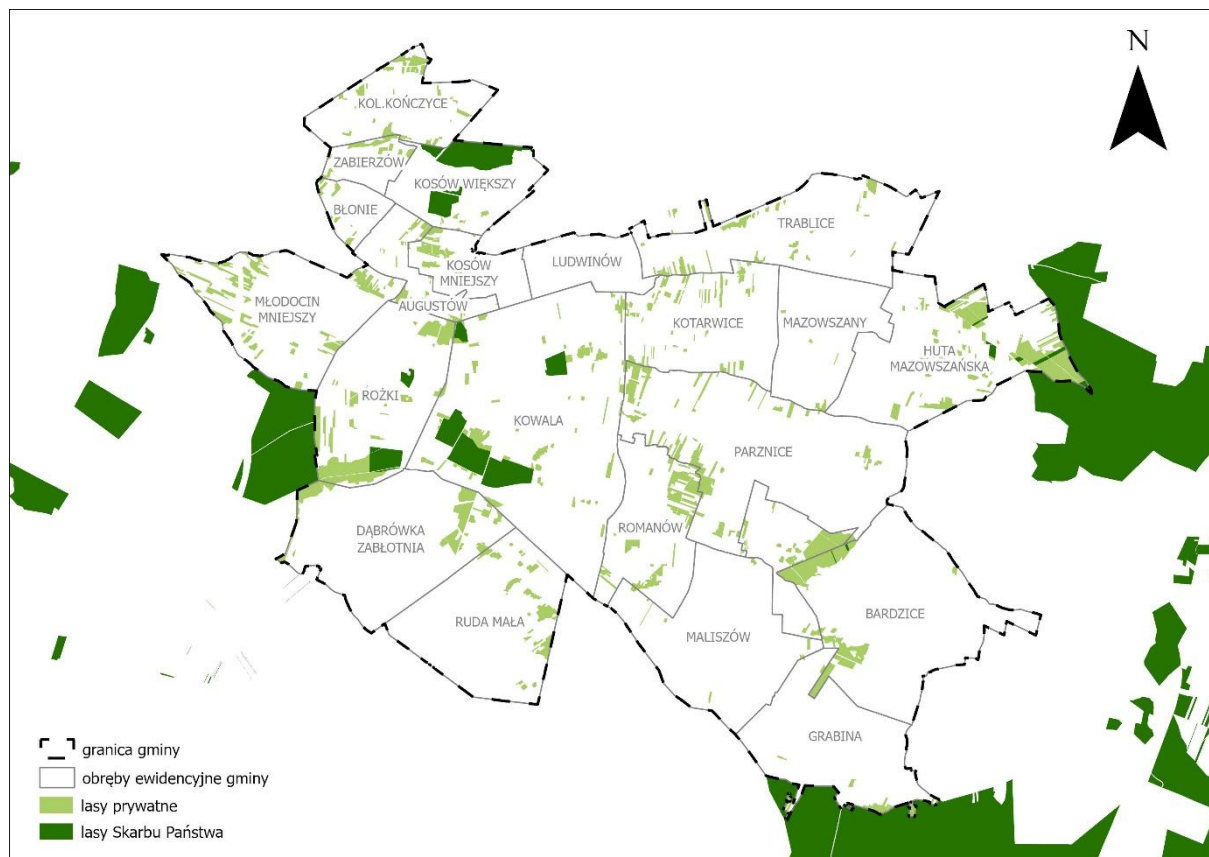 N
KOL.KOŃCZYCE
ZABIERZÓW
KOSÓW WIĘKSZY
BŁONIE
TRABLICE
KOSÓW
MNIEJSZY
LUDWINÓW
MŁODOCIN
MNIEJSZY
AUGUSTÓW
KOTARWICE
MAZOWSZANY
HUTA
MAZOWSZAŃSKA
ROŻKI
KOWALA
PARZNICE
DĄBRÓWKA
ZABŁOTNIA
ROMANÓW
RUDA MAŁA
MALISZÓW
BARDZICE
GRABINA
granica gminy
obręby ewidencyjne gminy
lasy prywatne
lasy Skarbu Państwa